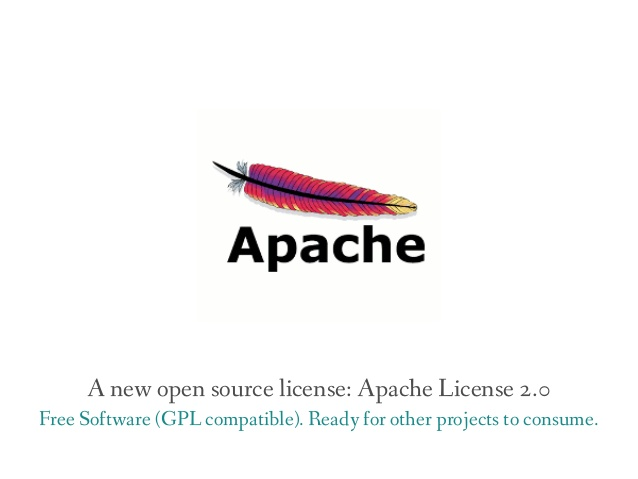 Apache
A new open source license: Apache License 2.0
Free Software (GPL compatible). Ready for other projects to consume.